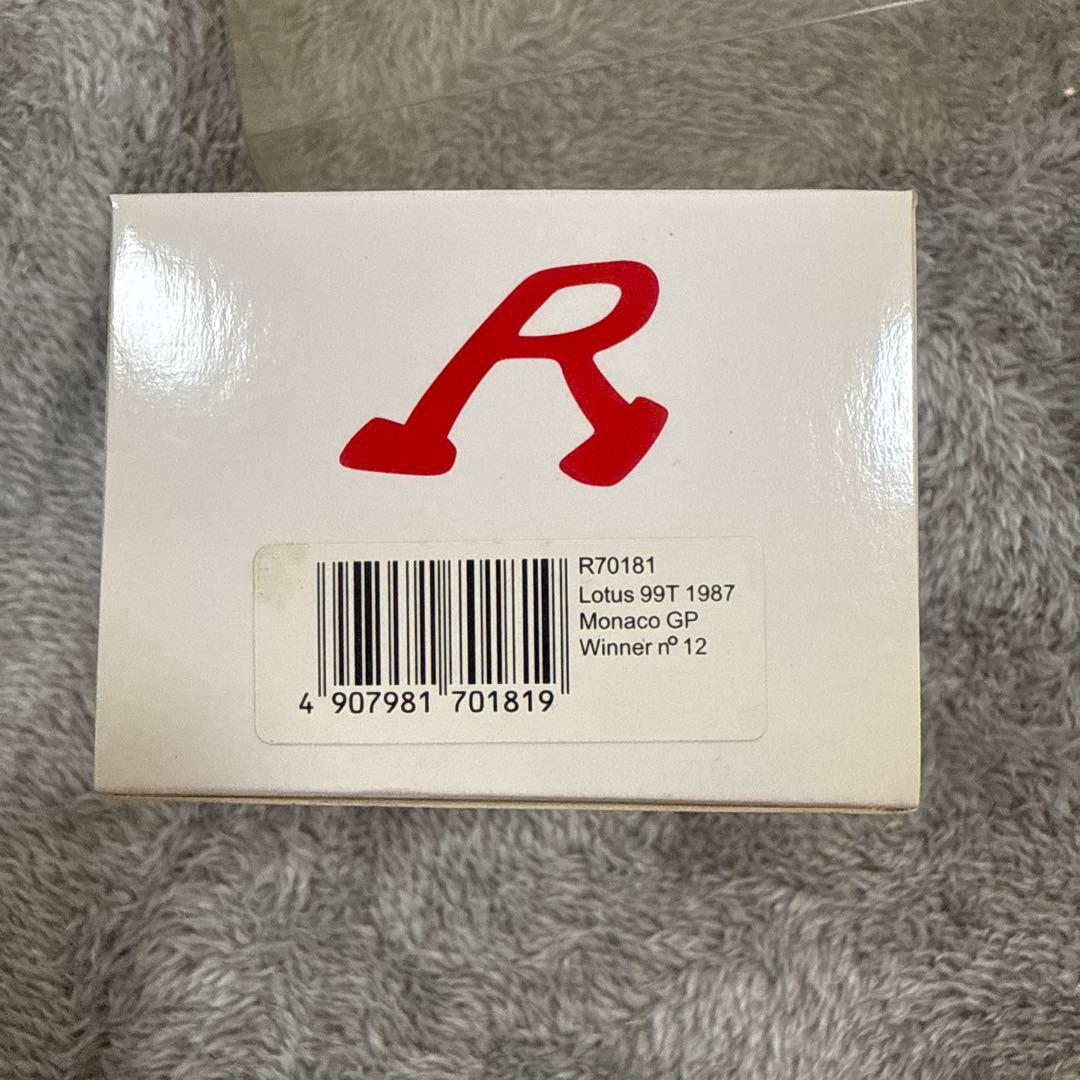 R
R70181
Lotus 99T 1987
Monaco GP
Winner nº 12
4 907981 701819